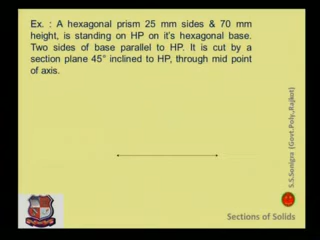 Ex. : A hexagonal prism 25 mm sides & 70 mm
height, is standing on HP on it's hexagonal base.
Two sides of base parallel to HP. It is cut by a
section plane 45° inclined to HP, through mid point
of axis.
S.S.Sonigra (Govt.Poly.,Rajkot)
Sections of Solids